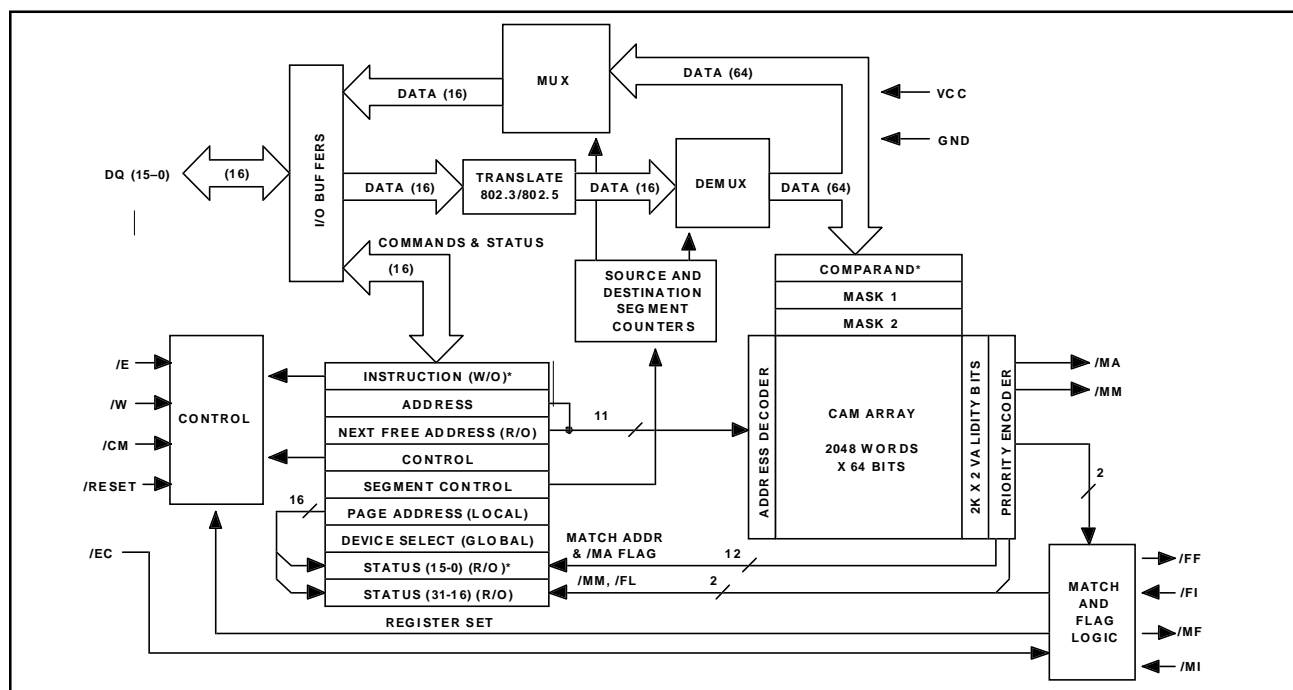 MUX
DATA (64)
DATA (16)
VCC
GND
DQ (15–0)
(16)
I/O BUFFERS
DATA (16)
TRANSLATE
802.3/802.5
DATA (16)
DEMUX
DATA (64)
COMMANDS & STATUS
(16)
SOURCE AND
DESTINATION
SEGMENT
COUNTERS
COMPARAND*
MASK 1
MASK 2
/E
/W
/CM
/RESET
/EC
CONTROL
INSTRUCTION (W/O)*
ADDRESS
NEXT FREE ADDRESS (R/O)
CONTROL
SEGMENT CONTROL
PAGE ADDRESS (LOCAL)
DEVICE SELECT (GLOBAL)
STATUS (15-0) (R/O)*
STATUS (31-16) (R/O)
REGISTER SET
16
11
ADDRESS DECODER
CAM ARRAY
2048 WORDS
X 64 BITS
2K X 2 VALIDITY BITS
PRIORITY ENCODER
/MA
/MM
2
MATCH ADDR
& /MA FLAG
12
/MM, /FL
2
MATCH
AND
FLAG
LOGIC
/FF
/FI
/MF
/MI